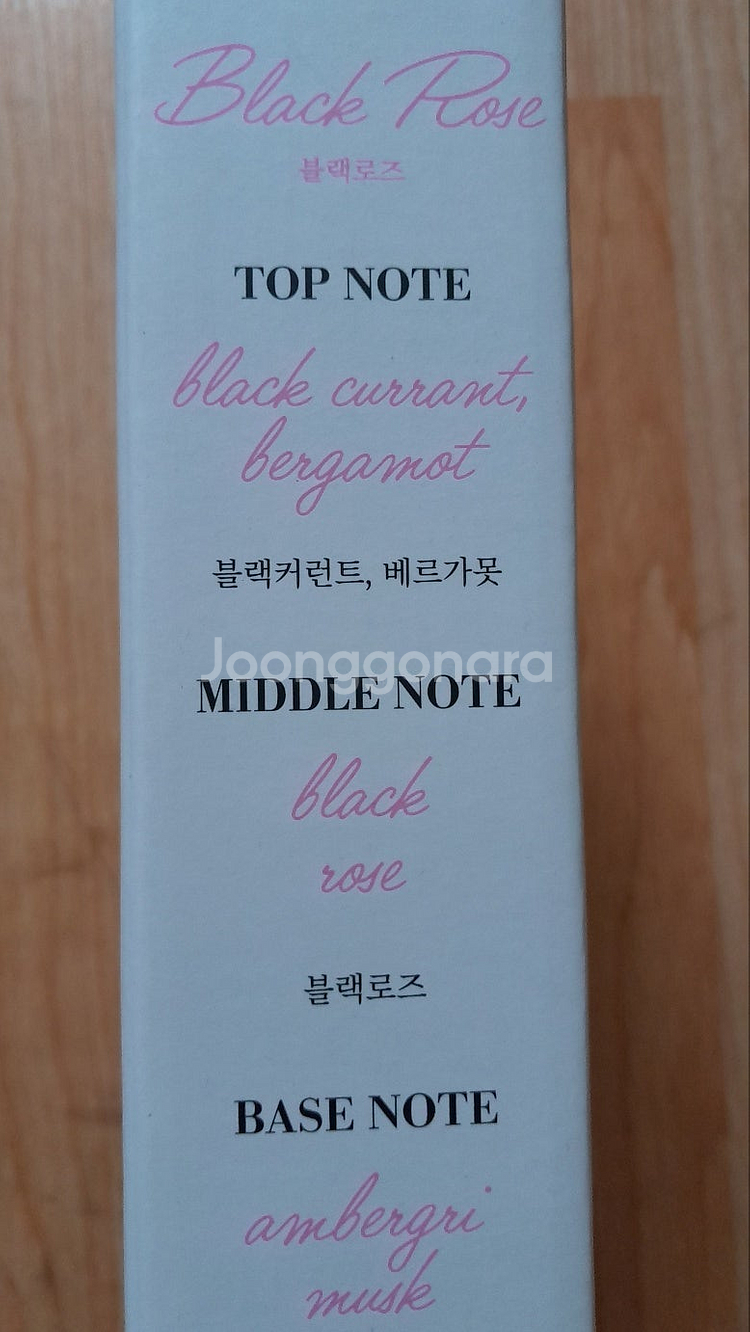 Black Rose
블랙로즈
TOP NOTE
black currant,
bergamot
블랙커런트, 베르가못
Joonggonara
MIDDLE NOTE
black
rose
블랙로즈
BASE NOTE
ambergri
musk